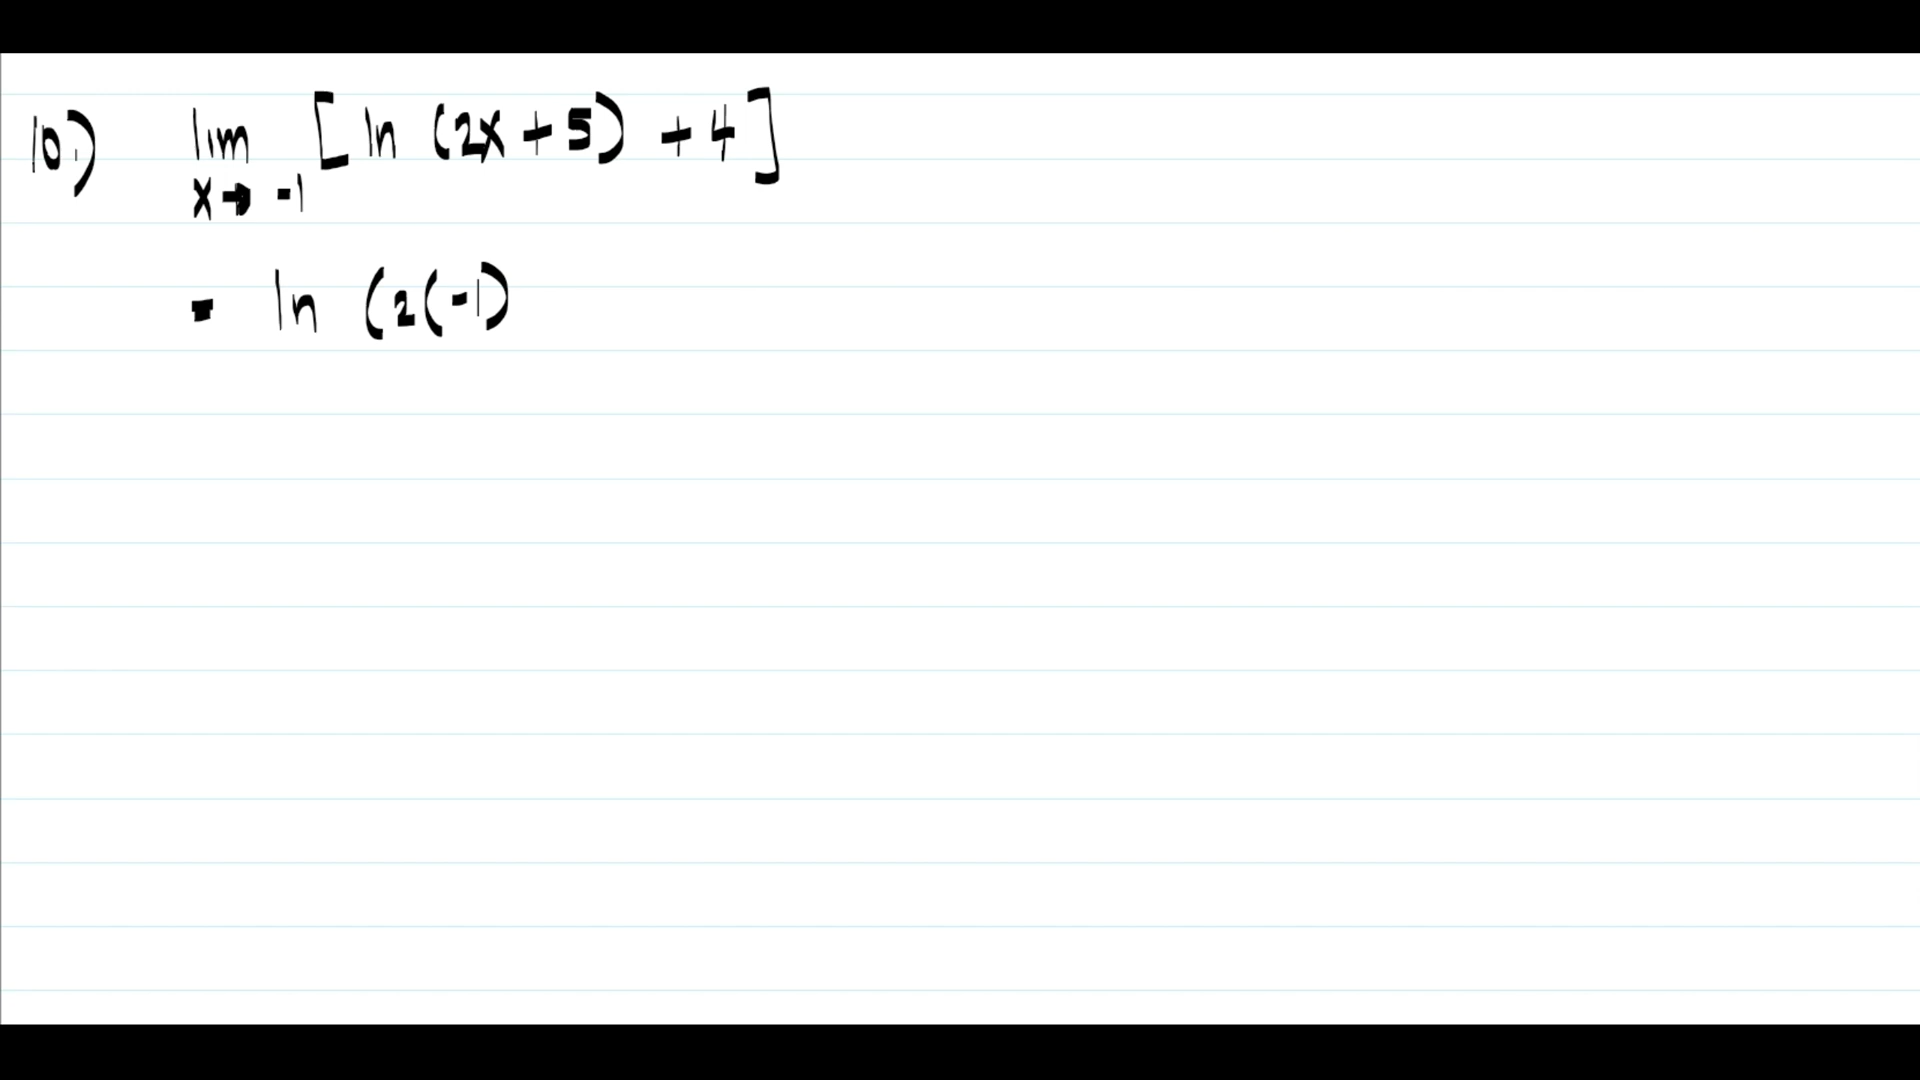 10.) lim [ln (2x + 5) + 4]
x → -1
= ln (2(-1)